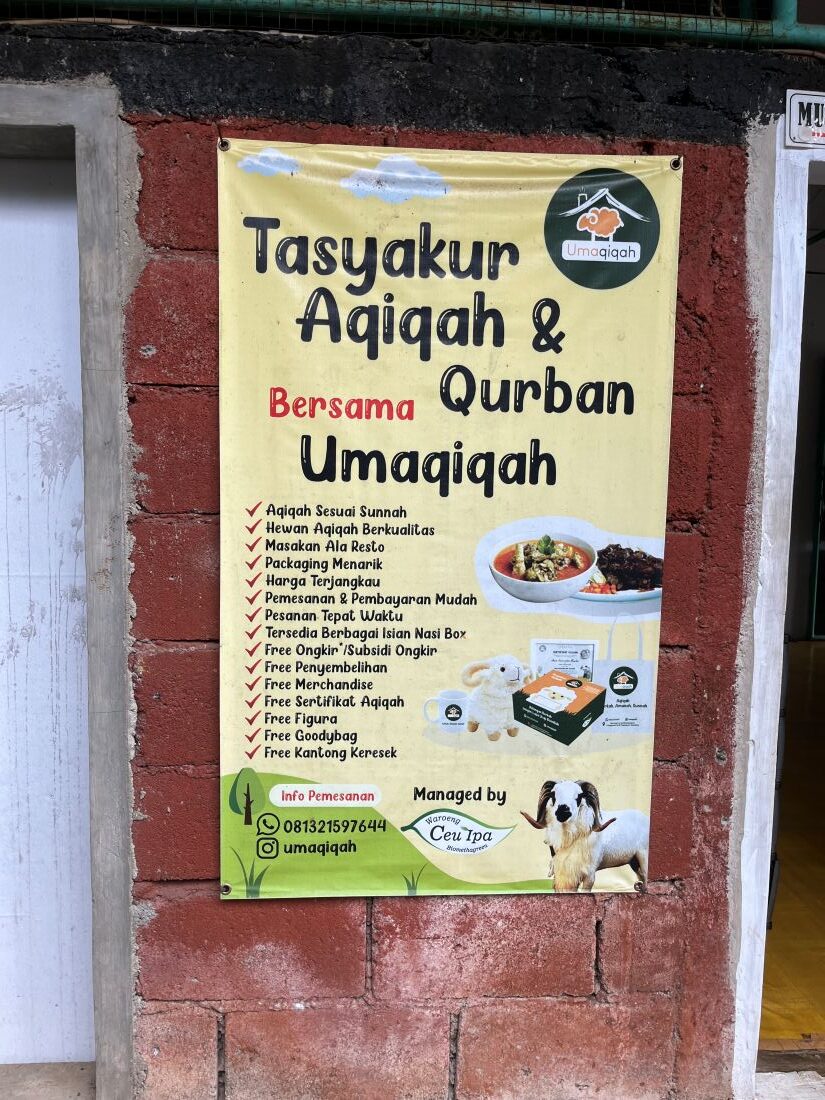 Umaqiqah
Tasyakur
Aqiqah &
Bersama Qurban
Umaqiqah
Aqiqah Sesuai Sunnah
Hewan Aqiqah Berkualitas
Masakan Ala Resto
Packaging Menarik
Harga Terjangkau
Pemesanan & Pembayaran Mudah
Pesanan Tepat Waktu
Tersedia Berbagai Isian Nasi Box
Free Ongkir*/Subsidi Ongkir
Free Penyembelihan
Free Merchandise
Free Sertifikat Aqiqah
Free Figura
Free Goodybag
Free Kantong Keresek
Info Pemesanan
081321597644
umaqiqah
Managed by
Waroeng
Ceu Ipa
Biomethagreen
MU